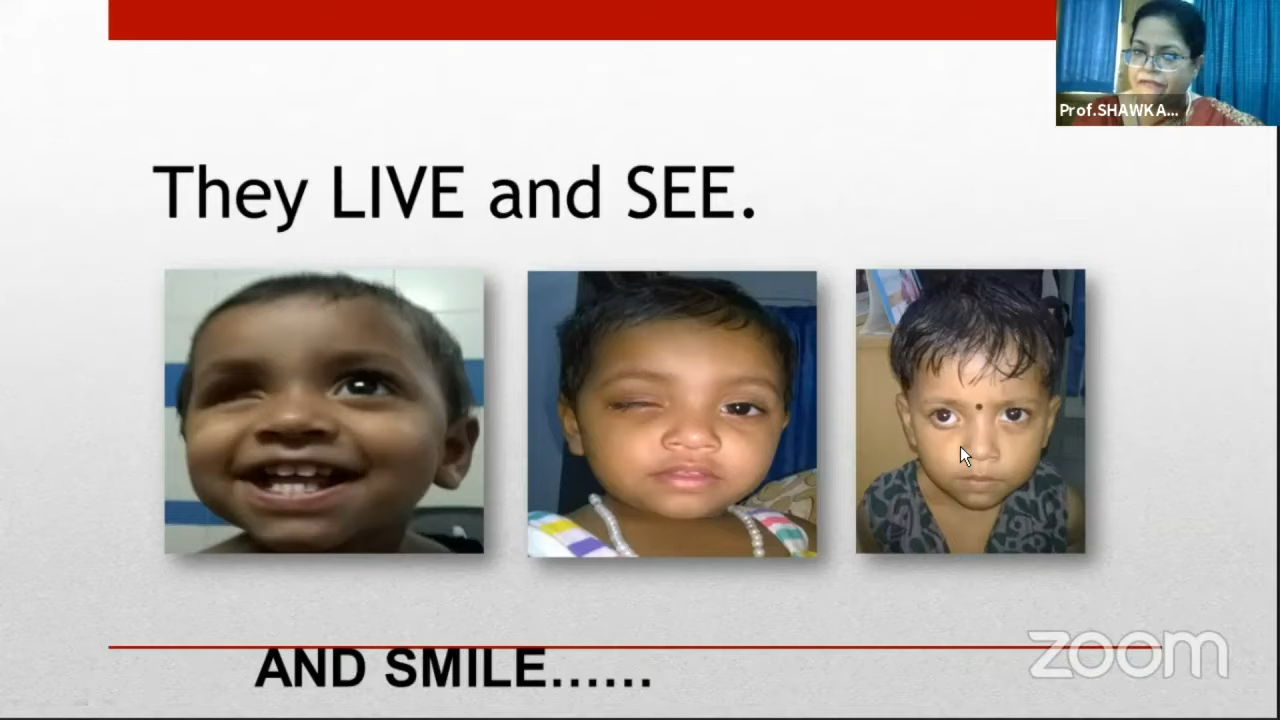 Prof.SHAWKA...
They LIVE and SEE.
AND SMILE......
zoom